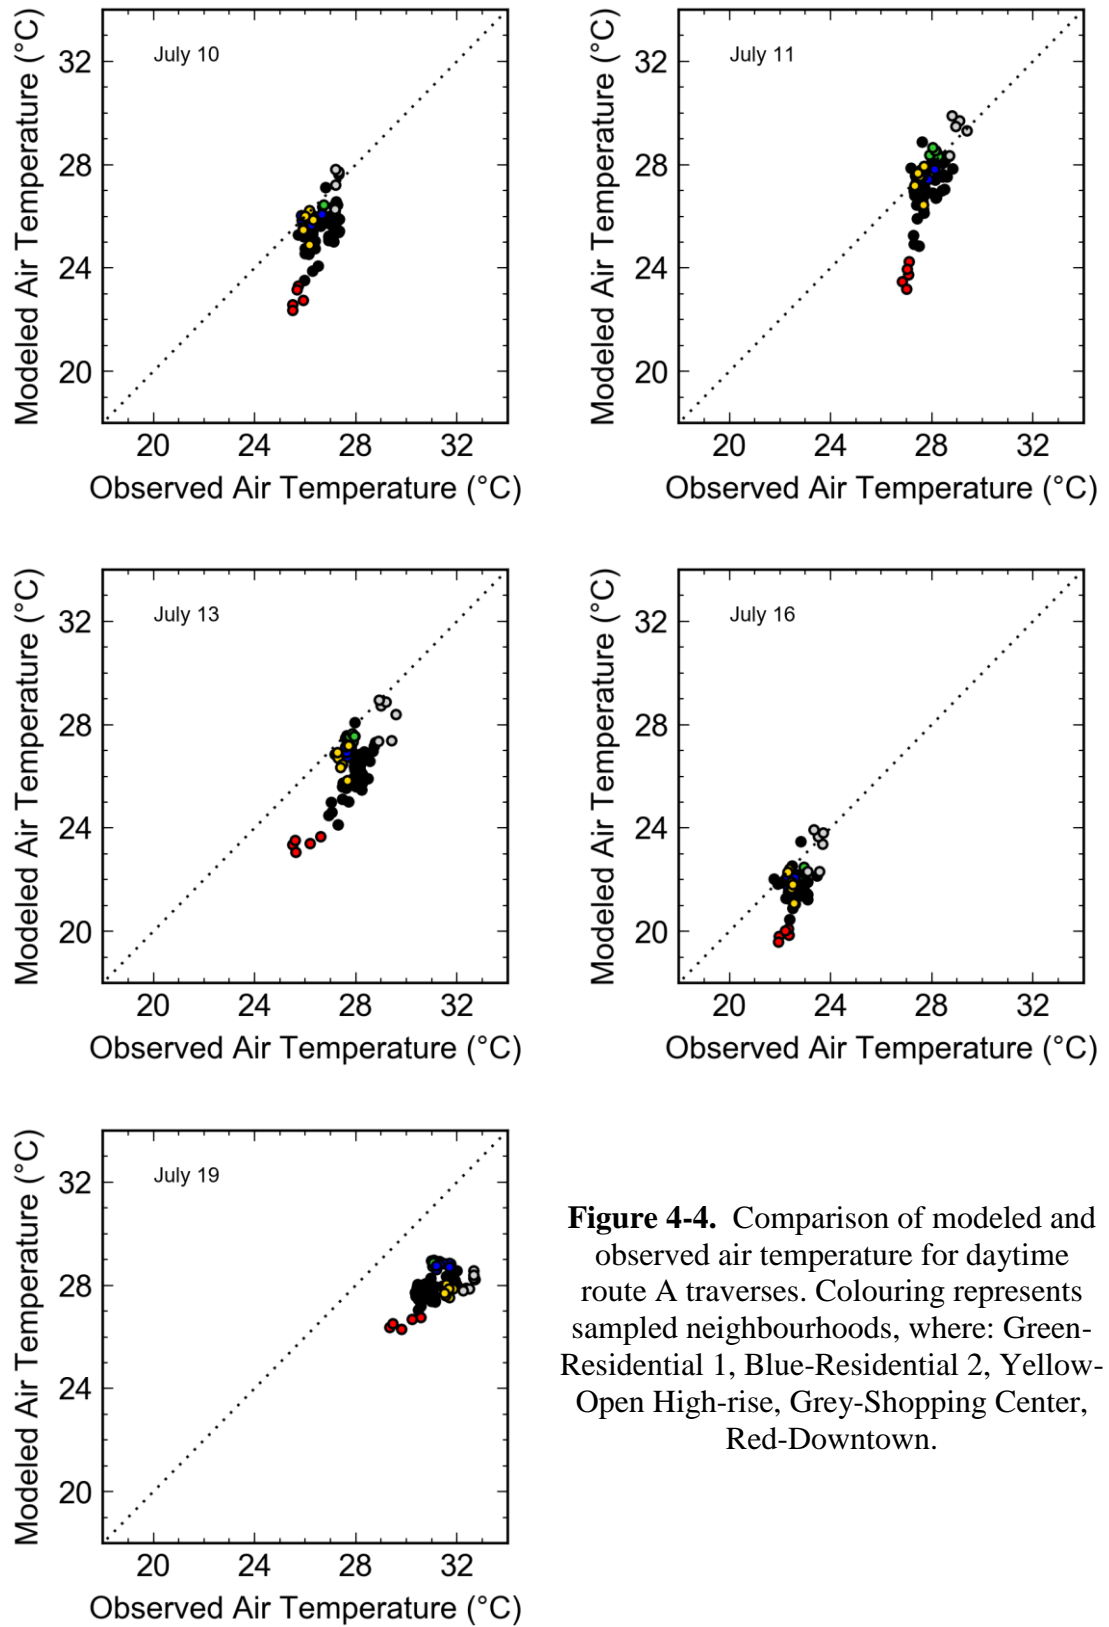 Modeled Air Temperature (°C)
32
28
24
20
July 10
20 24 28 32
Observed Air Temperature (°C)
Modeled Air Temperature (°C)
32
28
24
20
July 11
20 24 28 32
Observed Air Temperature (°C)
Modeled Air Temperature (°C)
32
28
24
20
July 13
20 24 28 32
Observed Air Temperature (°C)
Modeled Air Temperature (°C)
32
28
24
20
July 16
20 24 28 32
Observed Air Temperature (°C)
Modeled Air Temperature (°C)
32
28
24
20
July 19
20 24 28 32
Observed Air Temperature (°C)
Figure 4-4. Comparison of modeled and
observed air temperature for daytime
route A traverses. Colouring represents
sampled neighbourhoods, where: Green-
Residential 1, Blue-Residential 2, Yellow-
Open High-rise, Grey-Shopping Center,
Red-Downtown.